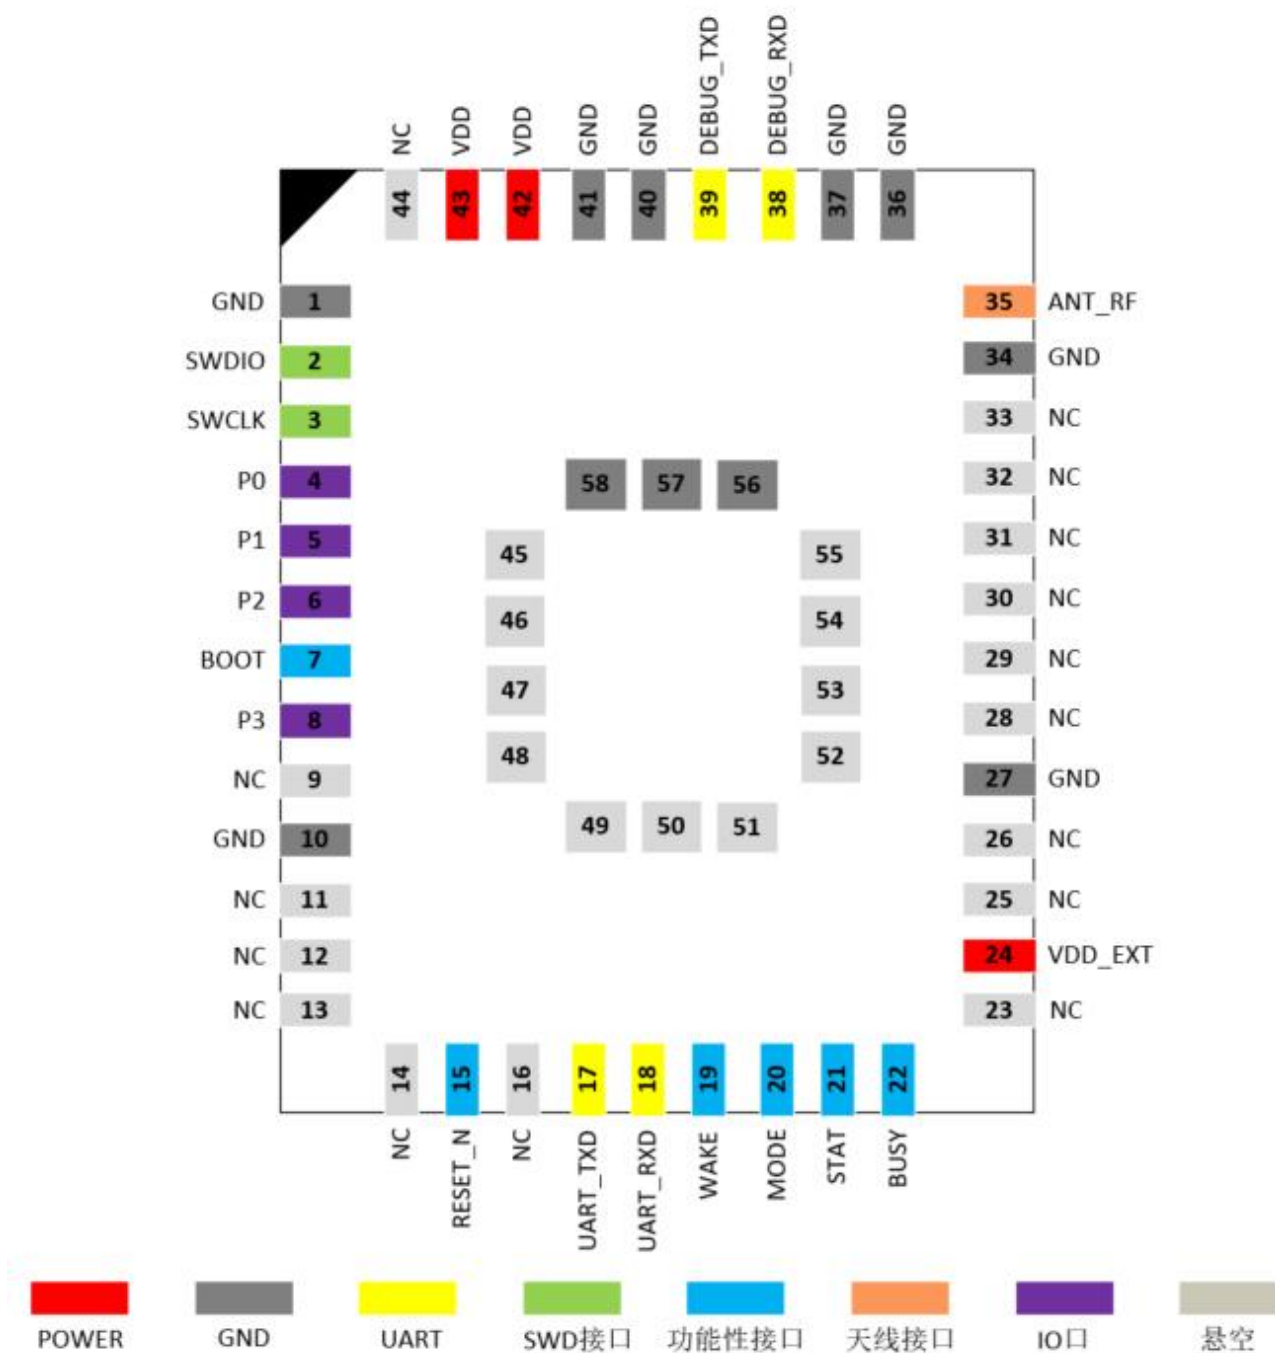 NC VDD VDD GND GND DEBUG_TXD DEBUG_RXD GND GND
44 43 42 41 40 39 38 37 36
GND 1 35 ANT_RF
SWDIO 2 34 GND
SWCLK 3 33 NC
P0 4 58 57 56 32 NC
P1 5 45 55 31 NC
P2 6 46 54 30 NC
BOOT 7 47 53 29 NC
P3 8 48 52 28 NC
NC 9 27 GND
GND 10 49 50 51 26 NC
NC 11 25 NC
NC 12 24 VDD_EXT
NC 13 23 NC
14 15 16 17 18 19 20 21 22
NC RESET_N NC UART_TXD UART_RXD WAKE MODE STAT BUSY
POWER GND UART SWD接口 功能性接口 天线接口 IO口 悬空